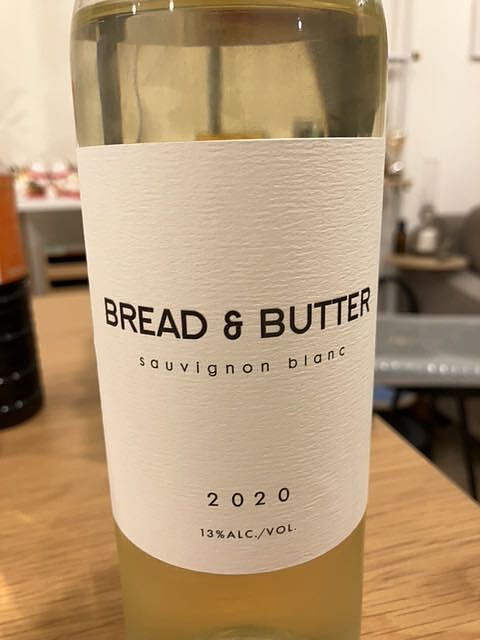 BREAD & BUTTER
sauvignon blanc
2020
13%ALC./VOL.